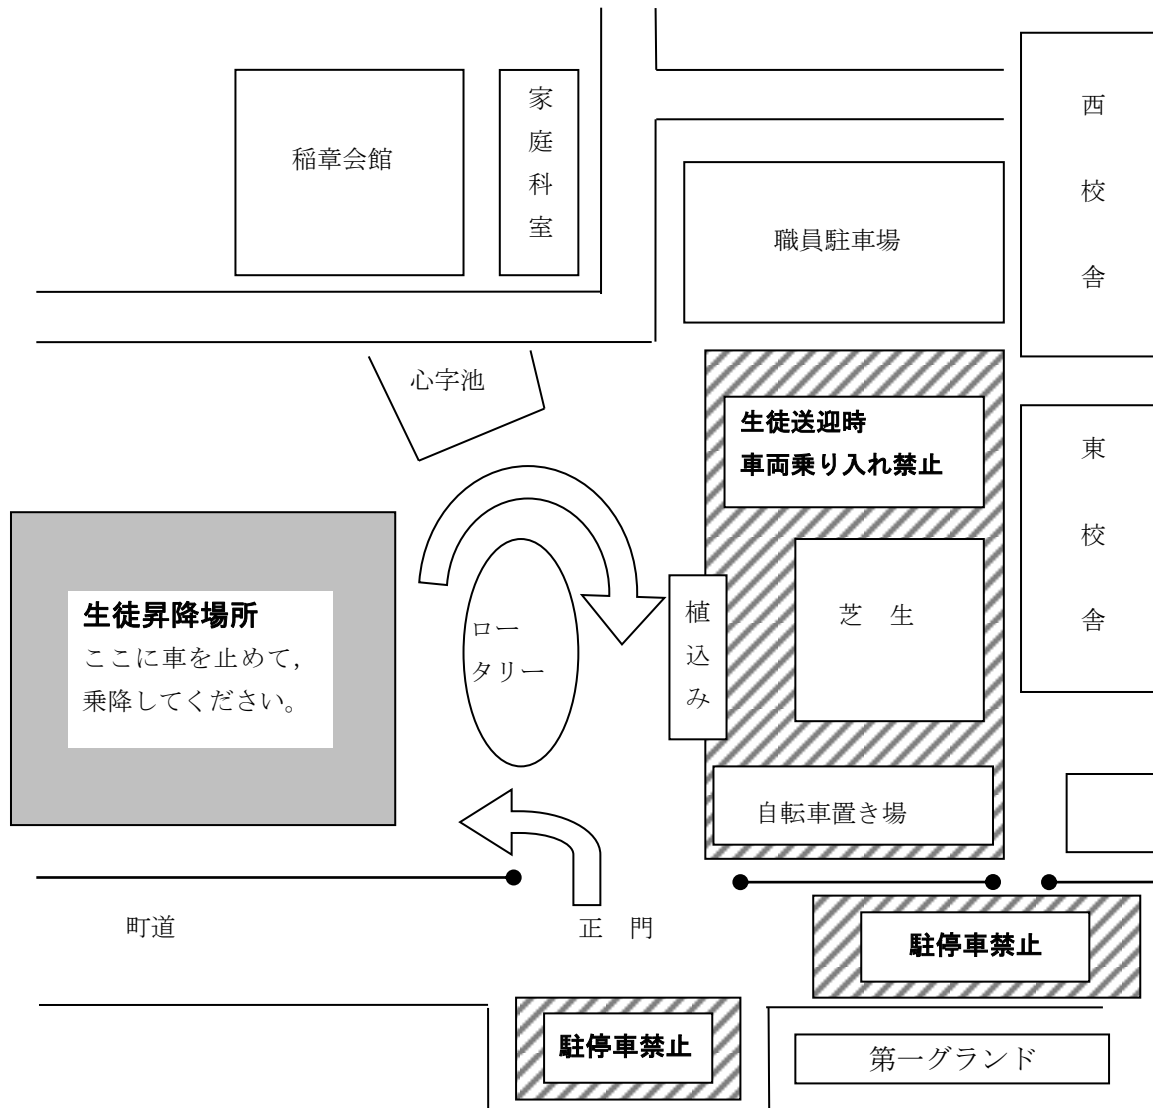 稲章会館
家庭科室
西校舎
職員駐車場
心字池
生徒送迎時
車両乗り入れ禁止
東校舎
生徒昇降場所
ここに車を止めて，
乗降してください。
ロー
タリー
植込み
芝　生
自転車置き場
町道
正　門
駐停車禁止
駐停車禁止
第一グランド